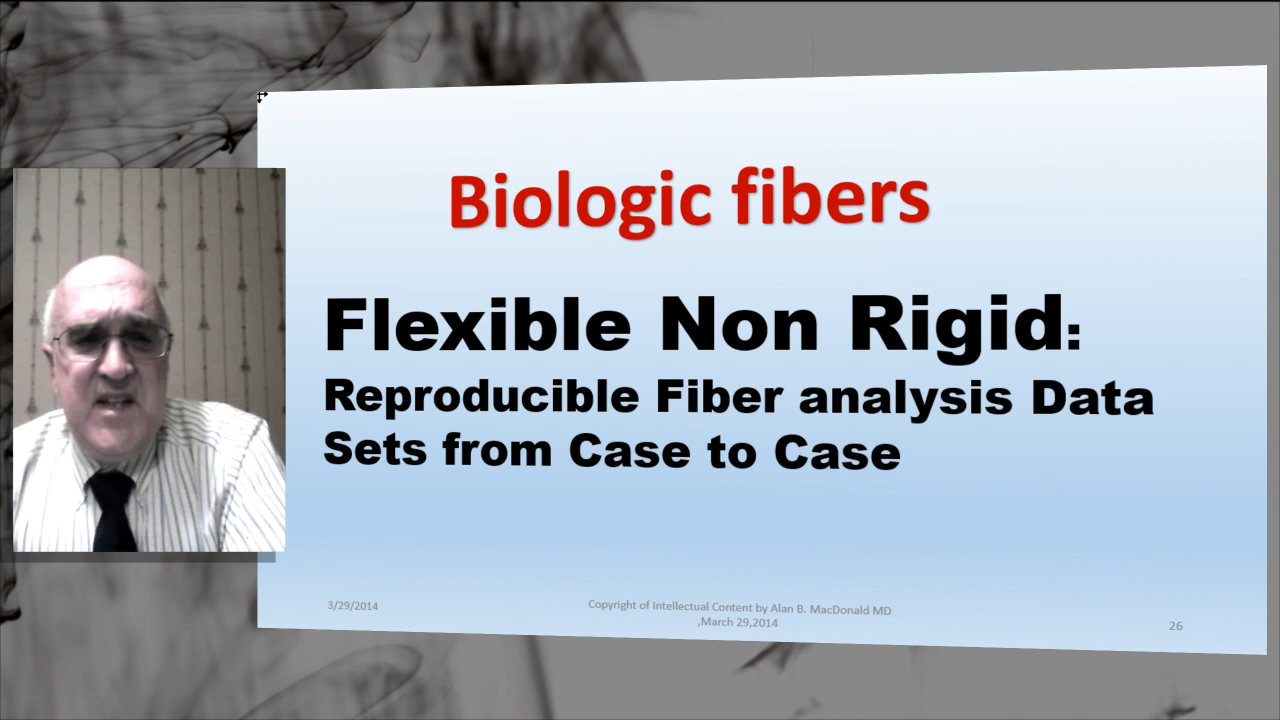 Biologic fibers
Flexible Non Rigid:
Reproducible Fiber analysis Data
Sets from Case to Case
3/29/2014
Copyright of Intellectual Content by Alan B. MacDonald MD
,March 29,2014
26